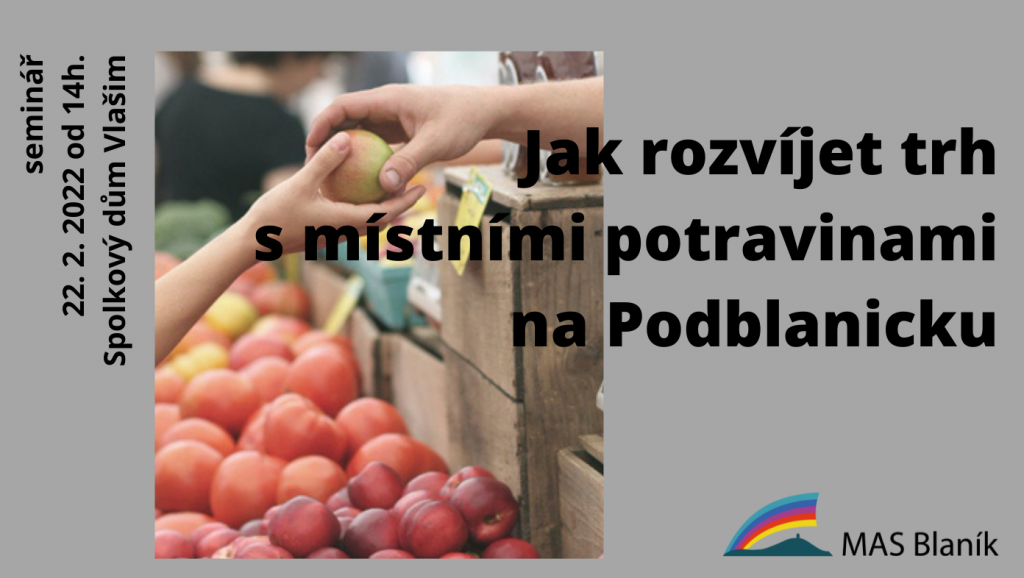 seminář
22. 2. 2022 od 14h.
Spolkový dům Vlašim
Jak rozvíjet trh
s místními potravinami
na Podblanicku
MAS Blaník